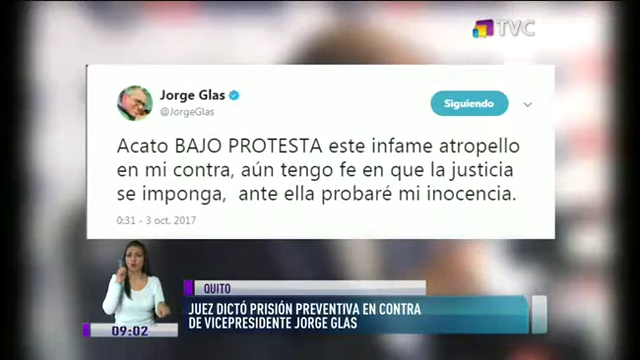 TVC
Jorge Glas
@JorgeGlas
Siguiendo
Acato BAJO PROTESTA este infame atropello
en mi contra, aún tengo fe en que la justicia
se imponga, ante ella probaré mi inocencia.
0:31 - 3 oct. 2017
QUITO
JUEZ DICTÓ PRISIÓN PREVENTIVA EN CONTRA
DE VICEPRESIDENTE JORGE GLAS
09:02